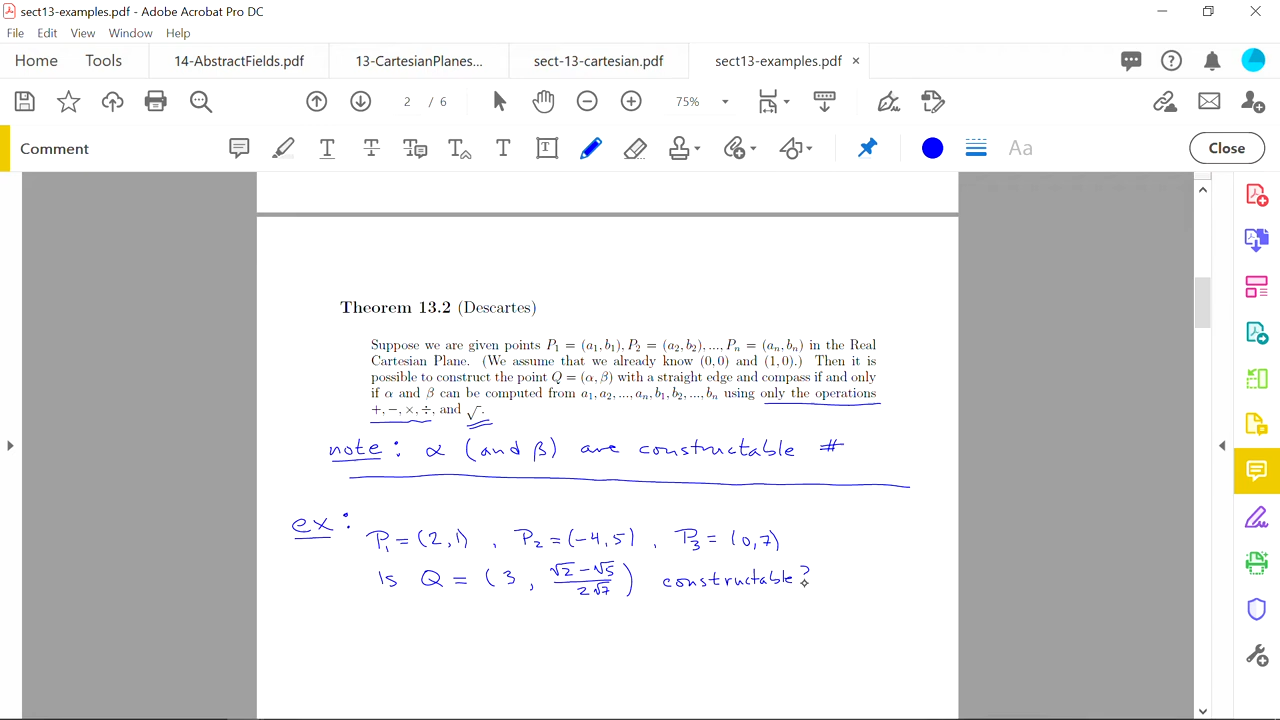 sect13-examples.pdf - Adobe Acrobat Pro DC
File Edit View Window Help
Home Tools 14-AbstractFields.pdf 13-CartesianPlanes... sect-13-cartesian.pdf sect13-examples.pdf ×
2 / 6 75%
Comment T T T T T T Aa Close
Theorem 13.2 (Descartes)
Suppose we are given points P₁ = (a₁, b₁), P₂ = (a₂, b₂), ..., Pₙ = (aₙ, bₙ) in the Real
Cartesian Plane. (We assume that we already know (0, 0) and (1, 0).) Then it is
possible to construct the point Q = (α, β) with a straight edge and compass if and only
if α and β can be computed from a₁, a₂, ..., aₙ, b₁, b₂, ..., bₙ using only the operations
+, −, ×, ÷, and √.
note: α (and β) are constructable #
ex:
P₁ = (2,1) , P₂ = (-4,5) , P₃ = (0,7)
Is Q = (3 , (√2 − √5)/(2√7)) constructable?